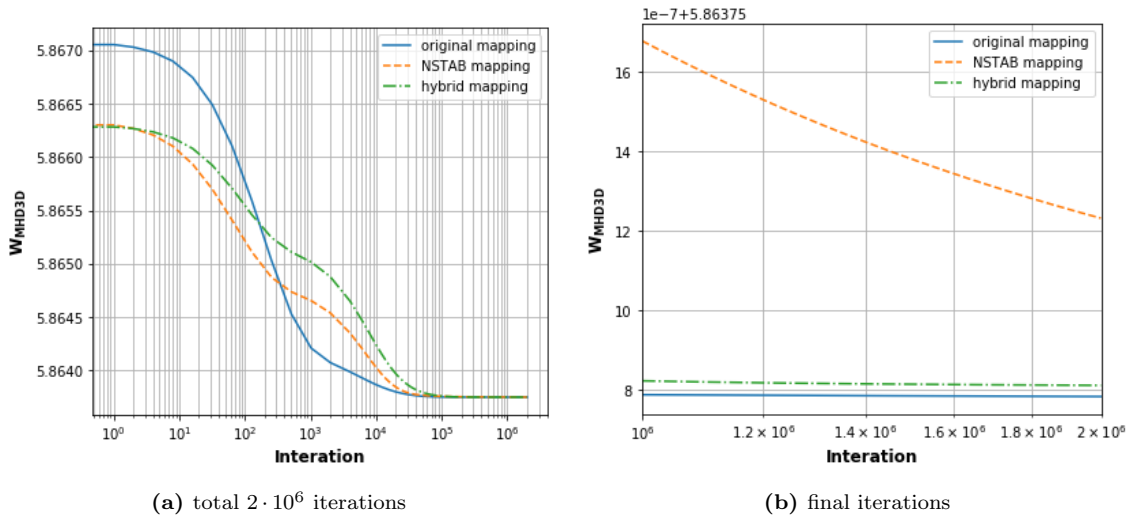 5.8670
5.8665
5.8660
5.8655
5.8650
5.8645
5.8640
W_MHD3D
original mapping
NSTAB mapping
hybrid mapping
10^0 10^1 10^2 10^3 10^4 10^5 10^6
Interation
(a) total 2 · 10^6 iterations
1e-7+5.86375
16
14
12
10
8
W_MHD3D
original mapping
NSTAB mapping
hybrid mapping
10^6 1.2 × 10^6 1.4 × 10^6 1.6 × 10^6 1.8 × 10^6 2 × 10^6
Interation
(b) final iterations